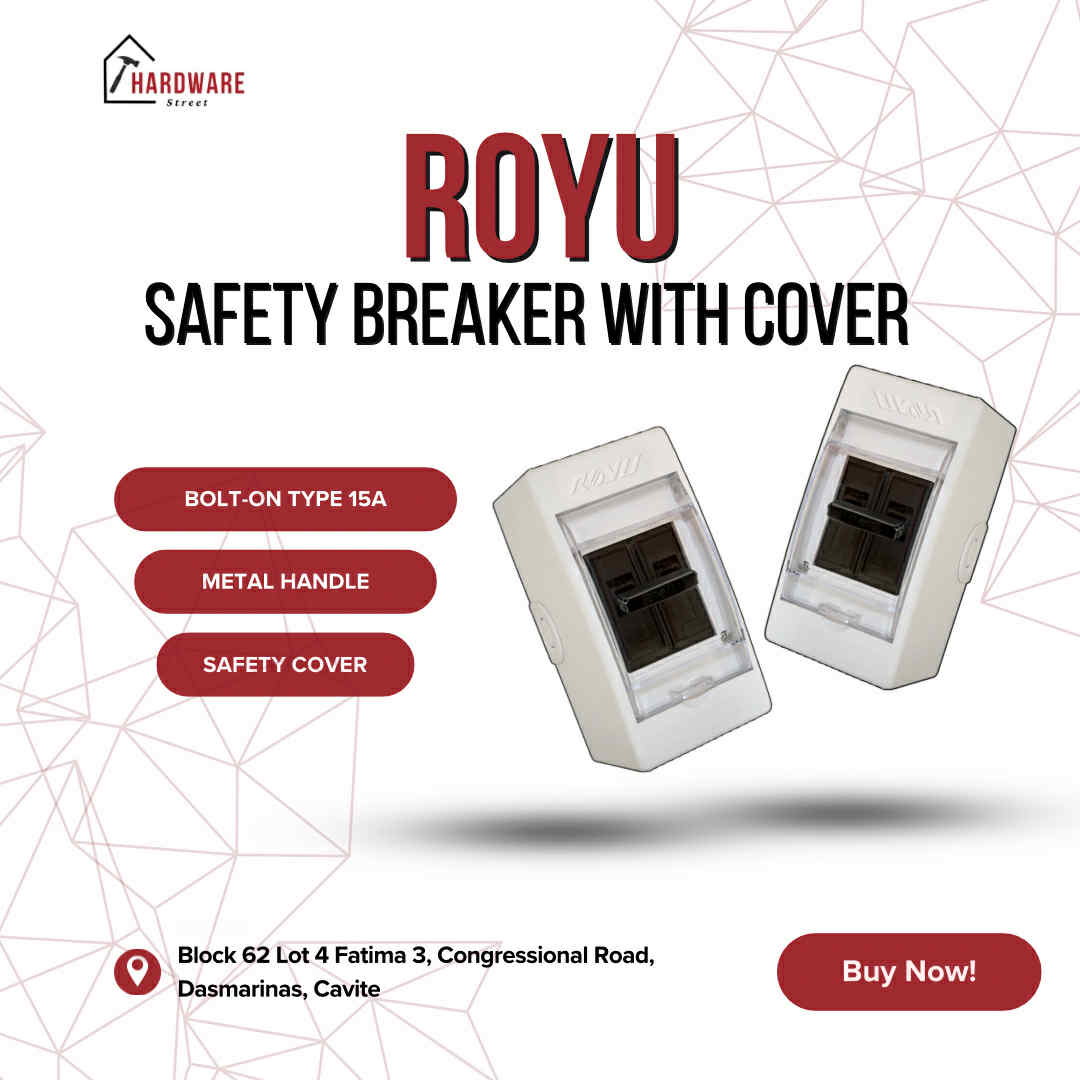 HARDWARE
Street
ROYU
SAFETY BREAKER WITH COVER
ROYU
ROYU
BOLT-ON TYPE 15A
METAL HANDLE
SAFETY COVER
Block 62 Lot 4 Fatima 3, Congressional Road,
Dasmarinas, Cavite
Buy Now!